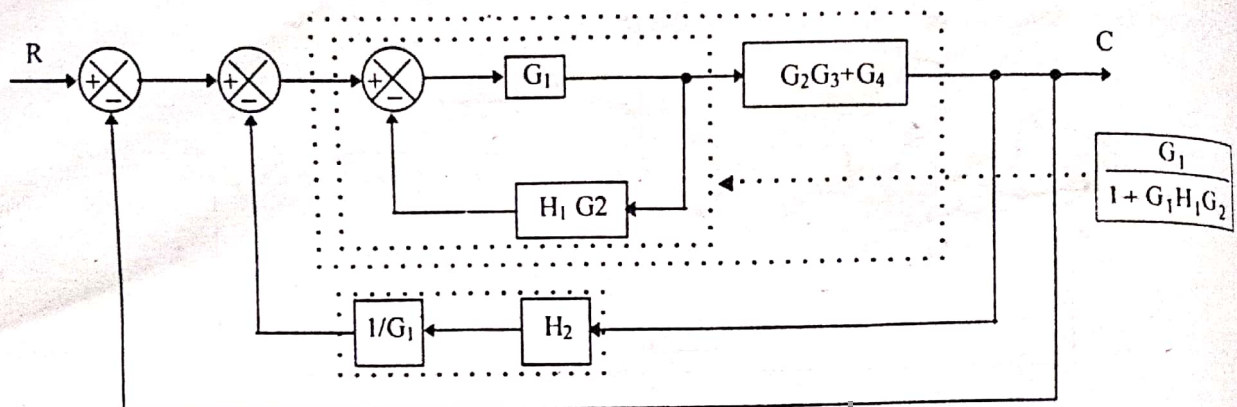 R
C
+
−
+
−
+
−
G₁
G₂G₃+G₄
H₁ G2
G₁
1 + G₁H₁G₂
1/G₁
H₂